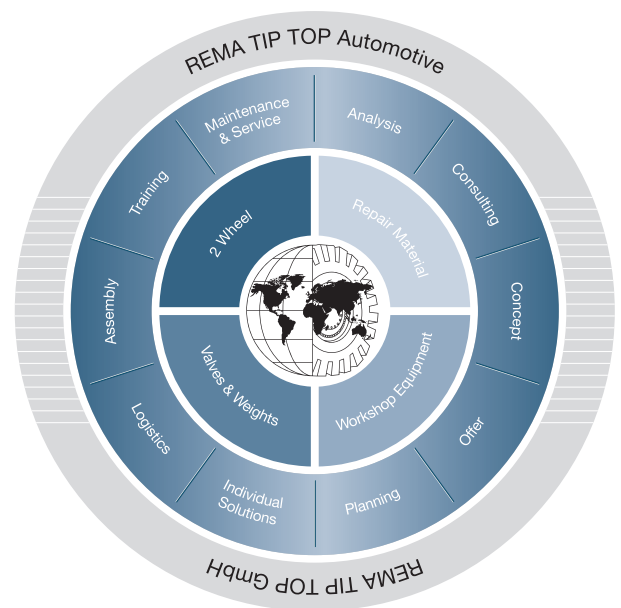 REMA TIP TOP Automotive
Maintenance
& Service
Analysis
Consulting
Concept
Offer
Planning
Individual
Solutions
Logistics
Assembly
Training
2 Wheel
Repair Material
Workshop Equipment
Valves & Weights
REMA TIP TOP GmbH